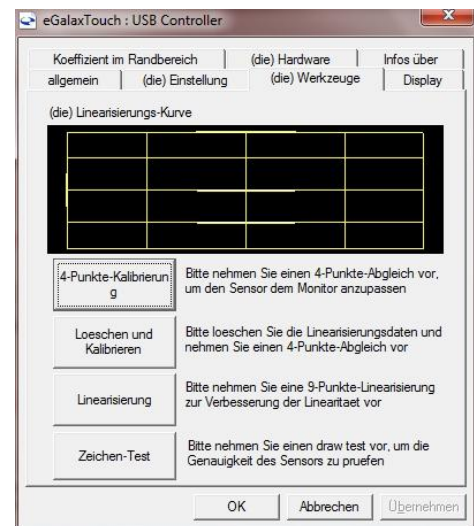 eGalaxTouch : USB Controller
Koeffizient im Randbereich (die) Hardware Infos über
allgemein (die) Einstellung (die) Werkzeuge Display
(die) Linearisierungs-Kurve
4-Punkte-Kalibrierun
g
Bitte nehmen Sie einen 4-Punkte-Abgleich vor,
um den Sensor dem Monitor anzupassen
Loeschen und
Kalibrieren
Bitte loeschen Sie die Linearisierungsdaten und
nehmen Sie einen 4-Punkte-Abgleich vor
Linearisierung
Bitte nehmen Sie eine 9-Punkte-Linearisierung
zur Verbesserung der Linearitaet vor
Zeichen-Test
Bitte nehmen Sie einen draw test vor, um die
Genauigkeit des Sensors zu pruefen
OK Abbrechen Übernehmen